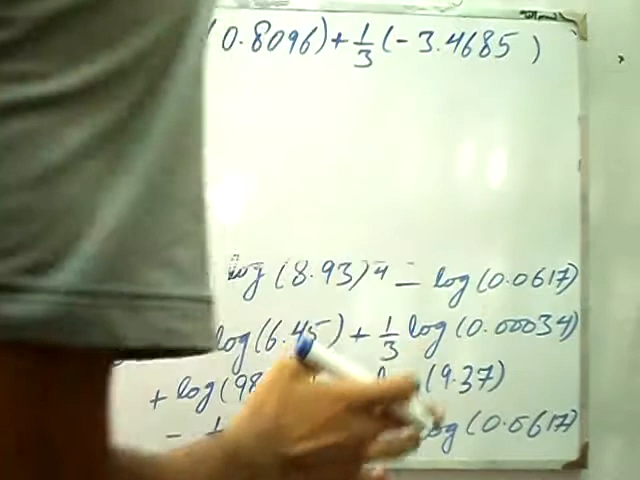 (0.8096) + 1/3 (-3.4685)
log (8.93)4 - log (0.0617)
log (6.45) + 1/3 log (0.00034)
+ log (98 (9.37)
- log (0.0617)